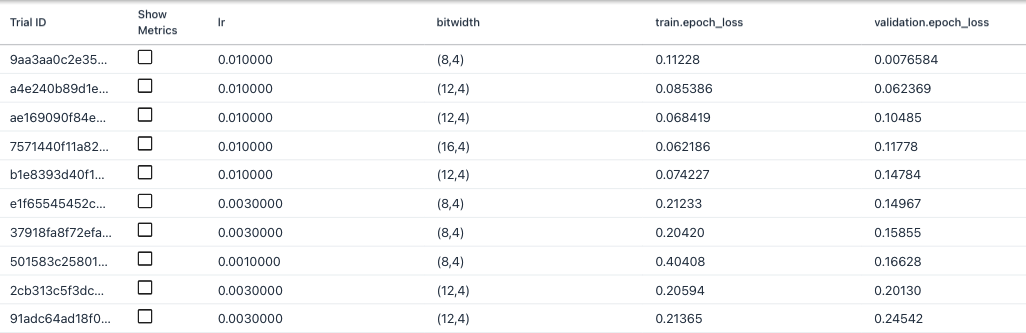 Trial ID Show Metrics lr bitwidth train.epoch_loss validation.epoch_loss
9aa3aa0c2e35... 0.010000 (8,4) 0.11228 0.0076584
a4e240b89d1e... 0.010000 (12,4) 0.085386 0.062369
ae169090f84e... 0.010000 (12,4) 0.068419 0.10485
7571440f11a82... 0.010000 (16,4) 0.062186 0.11778
b1e8393d40f1... 0.010000 (12,4) 0.074227 0.14784
e1f65545452c... 0.0030000 (8,4) 0.21233 0.14967
37918fa8f72efa... 0.0030000 (8,4) 0.20420 0.15855
501583c25801... 0.0010000 (8,4) 0.40408 0.16628
2cb313c5f3dc... 0.0030000 (12,4) 0.20594 0.20130
91adc64ad18f0... 0.0030000 (12,4) 0.21365 0.24542